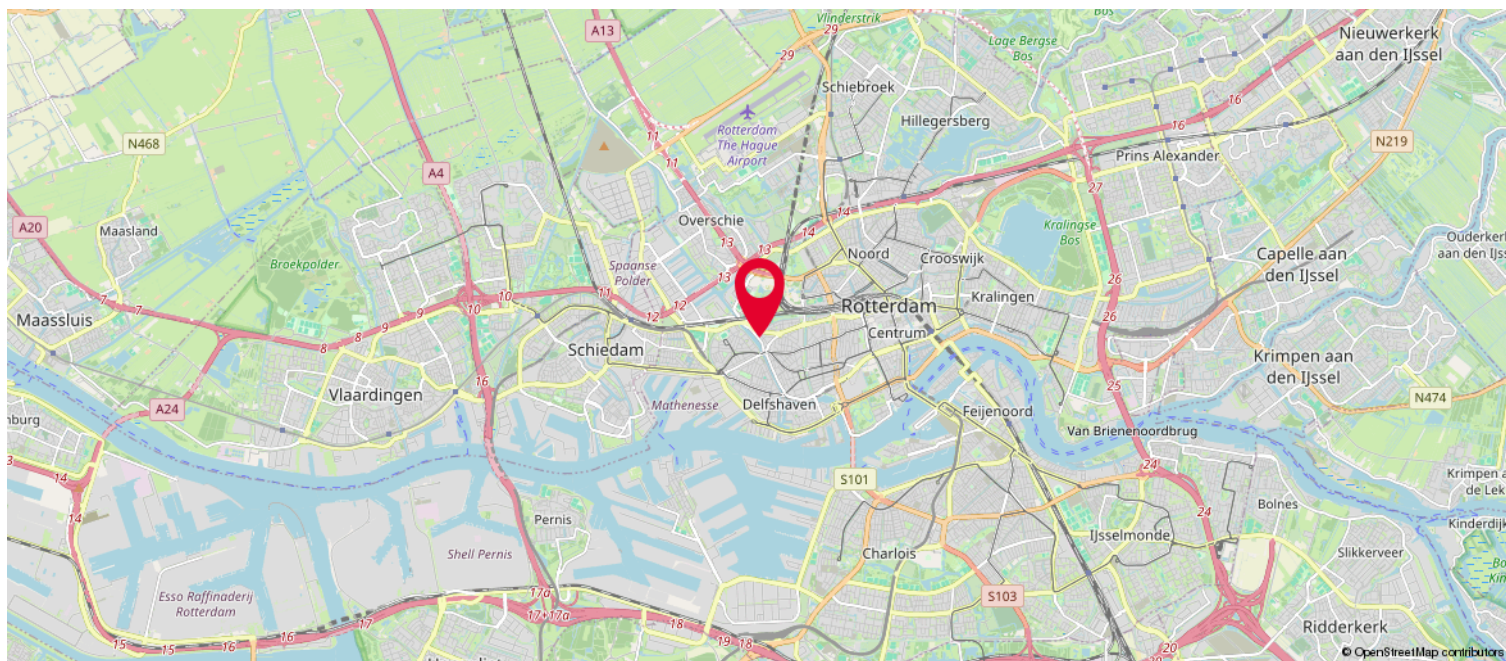 Vlinderstrik
Bos
Lage Bergse
Bos
Nieuwerkerk
aan den IJssel
A13
29
29
Schiebroek
16
16
Hillegersberg
Rotterdam
The Hague
Airport
11
11
N468
N219
Prins Alexander
A4
27
Overschie
14
14
A20
Maasland
Kralingse
Bos
13
13
13
Noord
Crooswijk
Capelle aan
den IJssel
Broekpolder
Spaanse
Polder
26
26
7
7
10
10
11
12
12
Rotterdam
Kralingen
Maassluis
9
9
8
8
Centrum
Schiedam
Krimpen aan
den IJssel
16
25
Vlaardingen
A24
Mathenesse
Delfshaven
Feijenoord
N474
nburg
Van Brienenoordbrug
3
14
14
24
24
S101
Krimpen a
de Lek
Bolnes
Pernis
Kinderdijk
IJsselmonde
Shell Pernis
Charlois
Slikkerveer
Esso Raffinaderij
Rotterdam
17a
17+17a
S103
Ridderkerk
15
15
16
16
17
18
18
19
20
20
© OpenStreetMap contributors